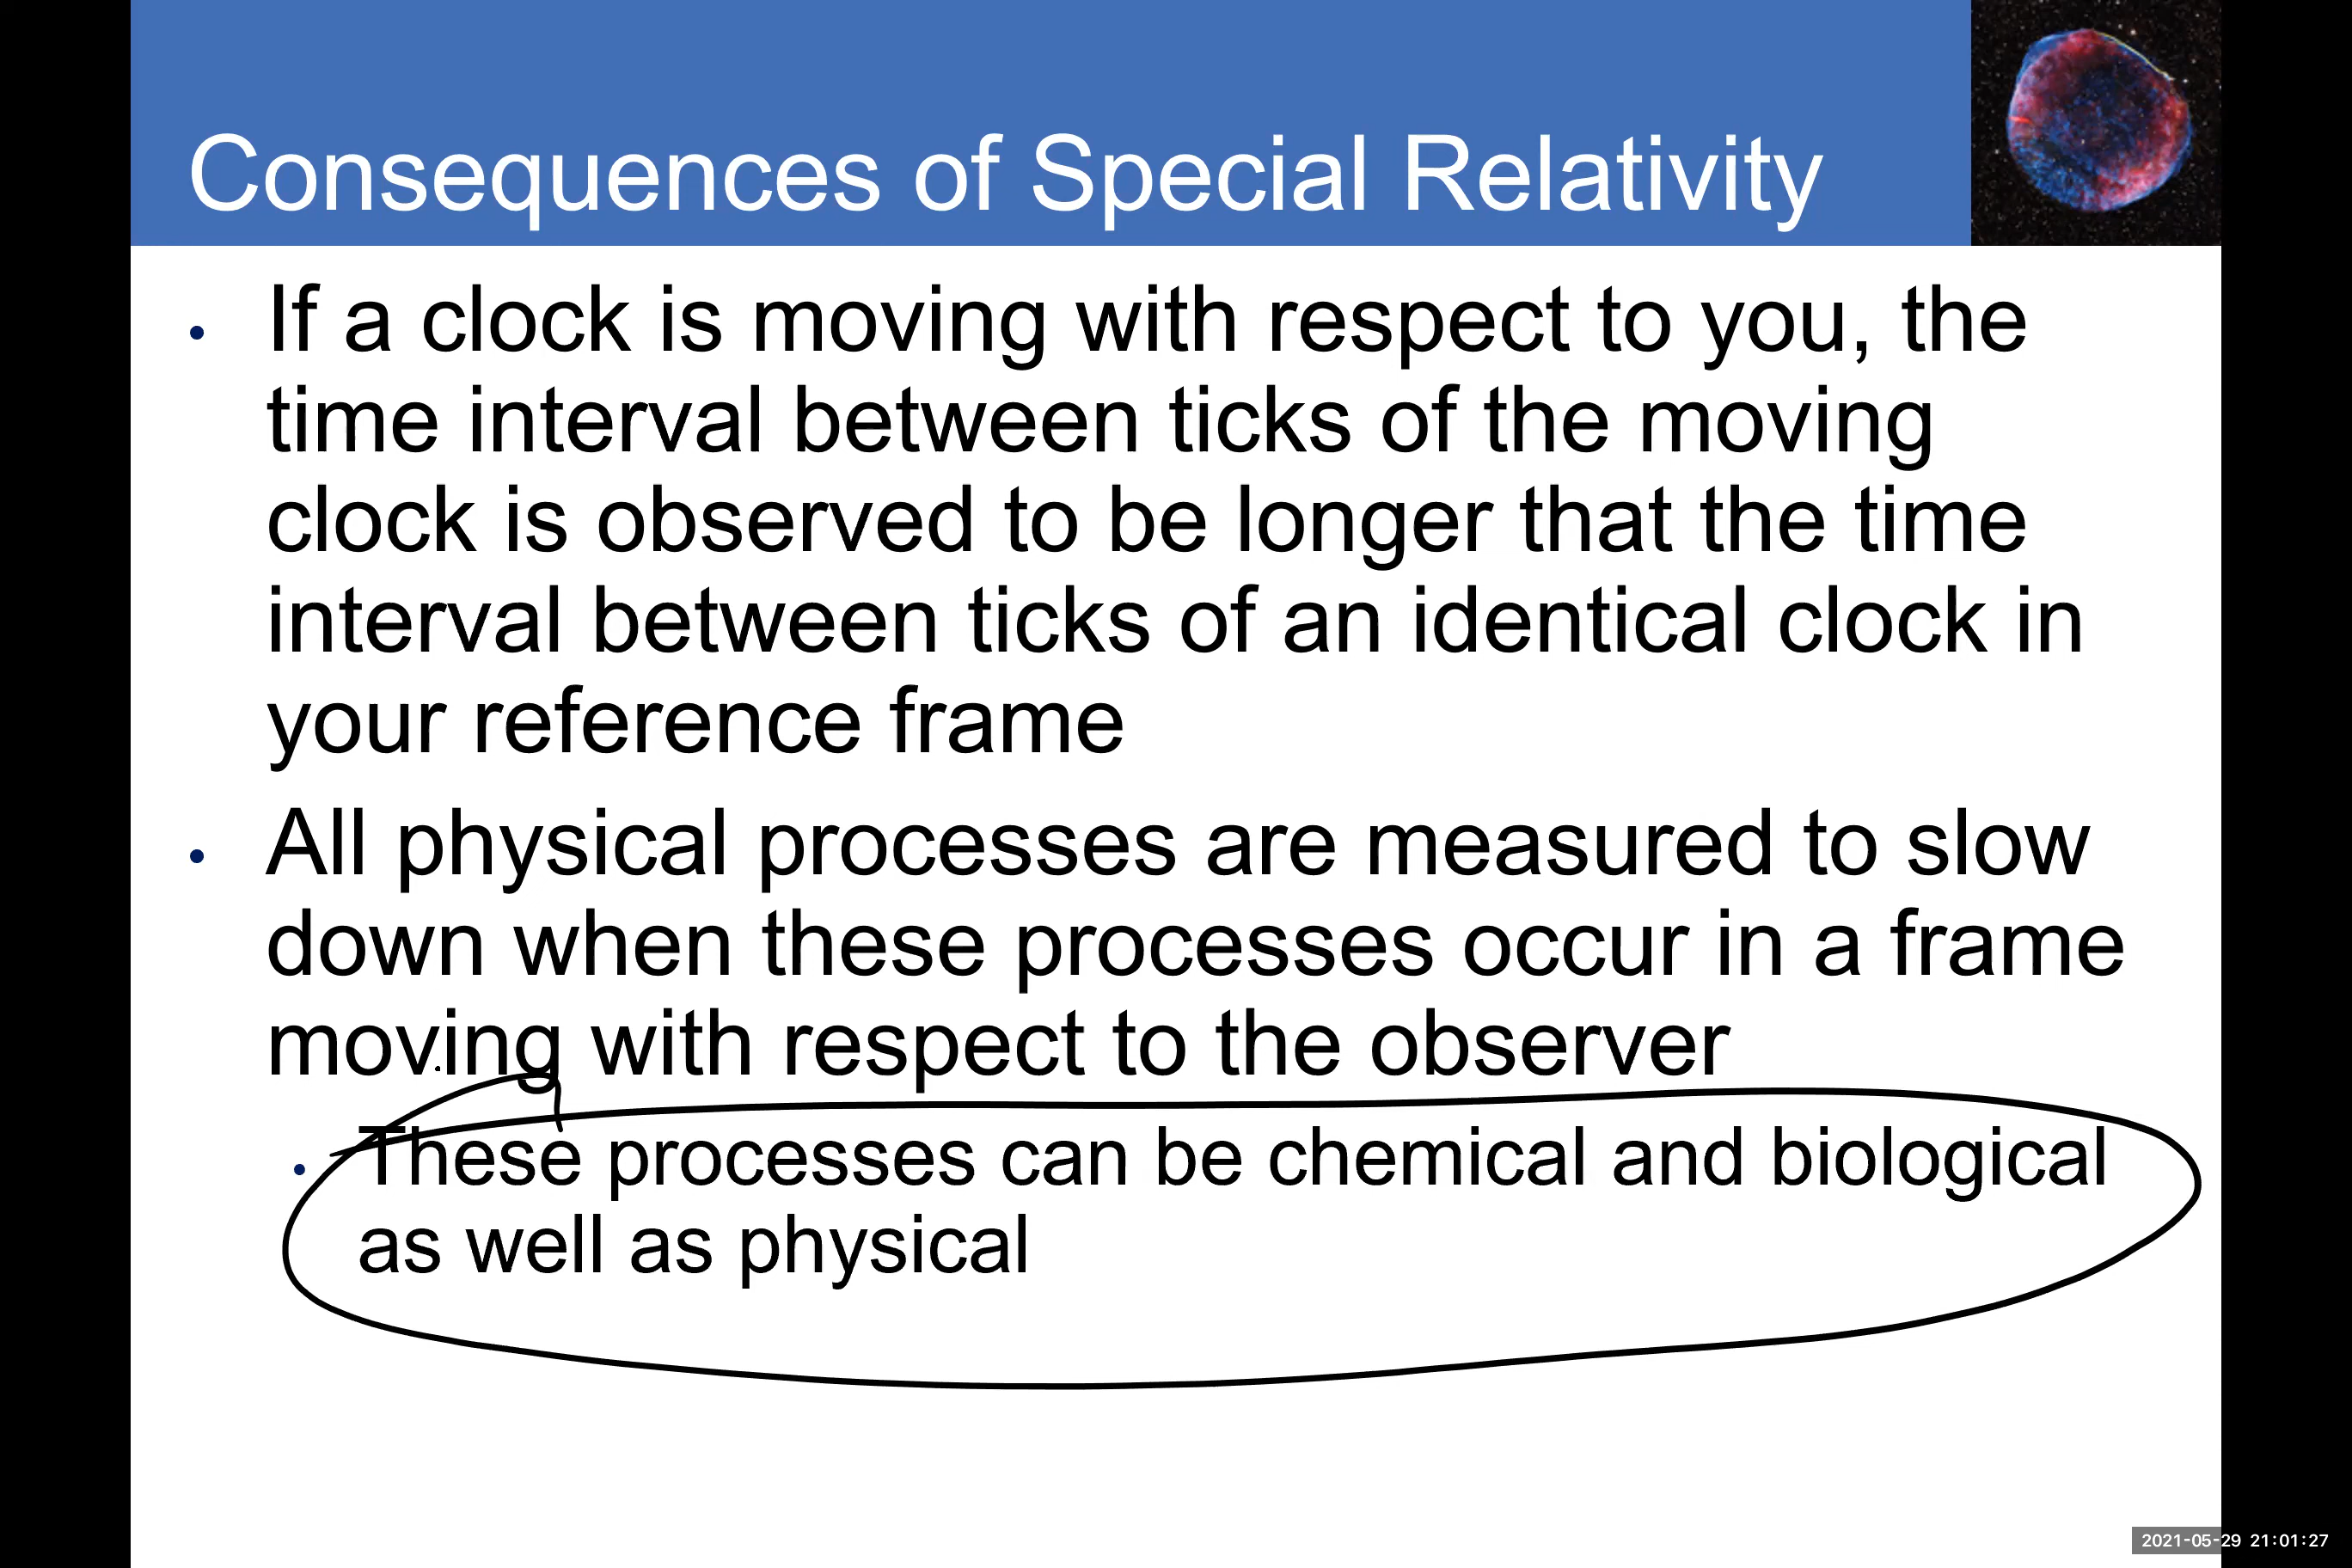 Consequences of Special Relativity
• If a clock is moving with respect to you, the
time interval between ticks of the moving
clock is observed to be longer that the time
interval between ticks of an identical clock in
your reference frame
• All physical processes are measured to slow
down when these processes occur in a frame
moving with respect to the observer
• These processes can be chemical and biological
as well as physical
2021-05-29 21:01:27